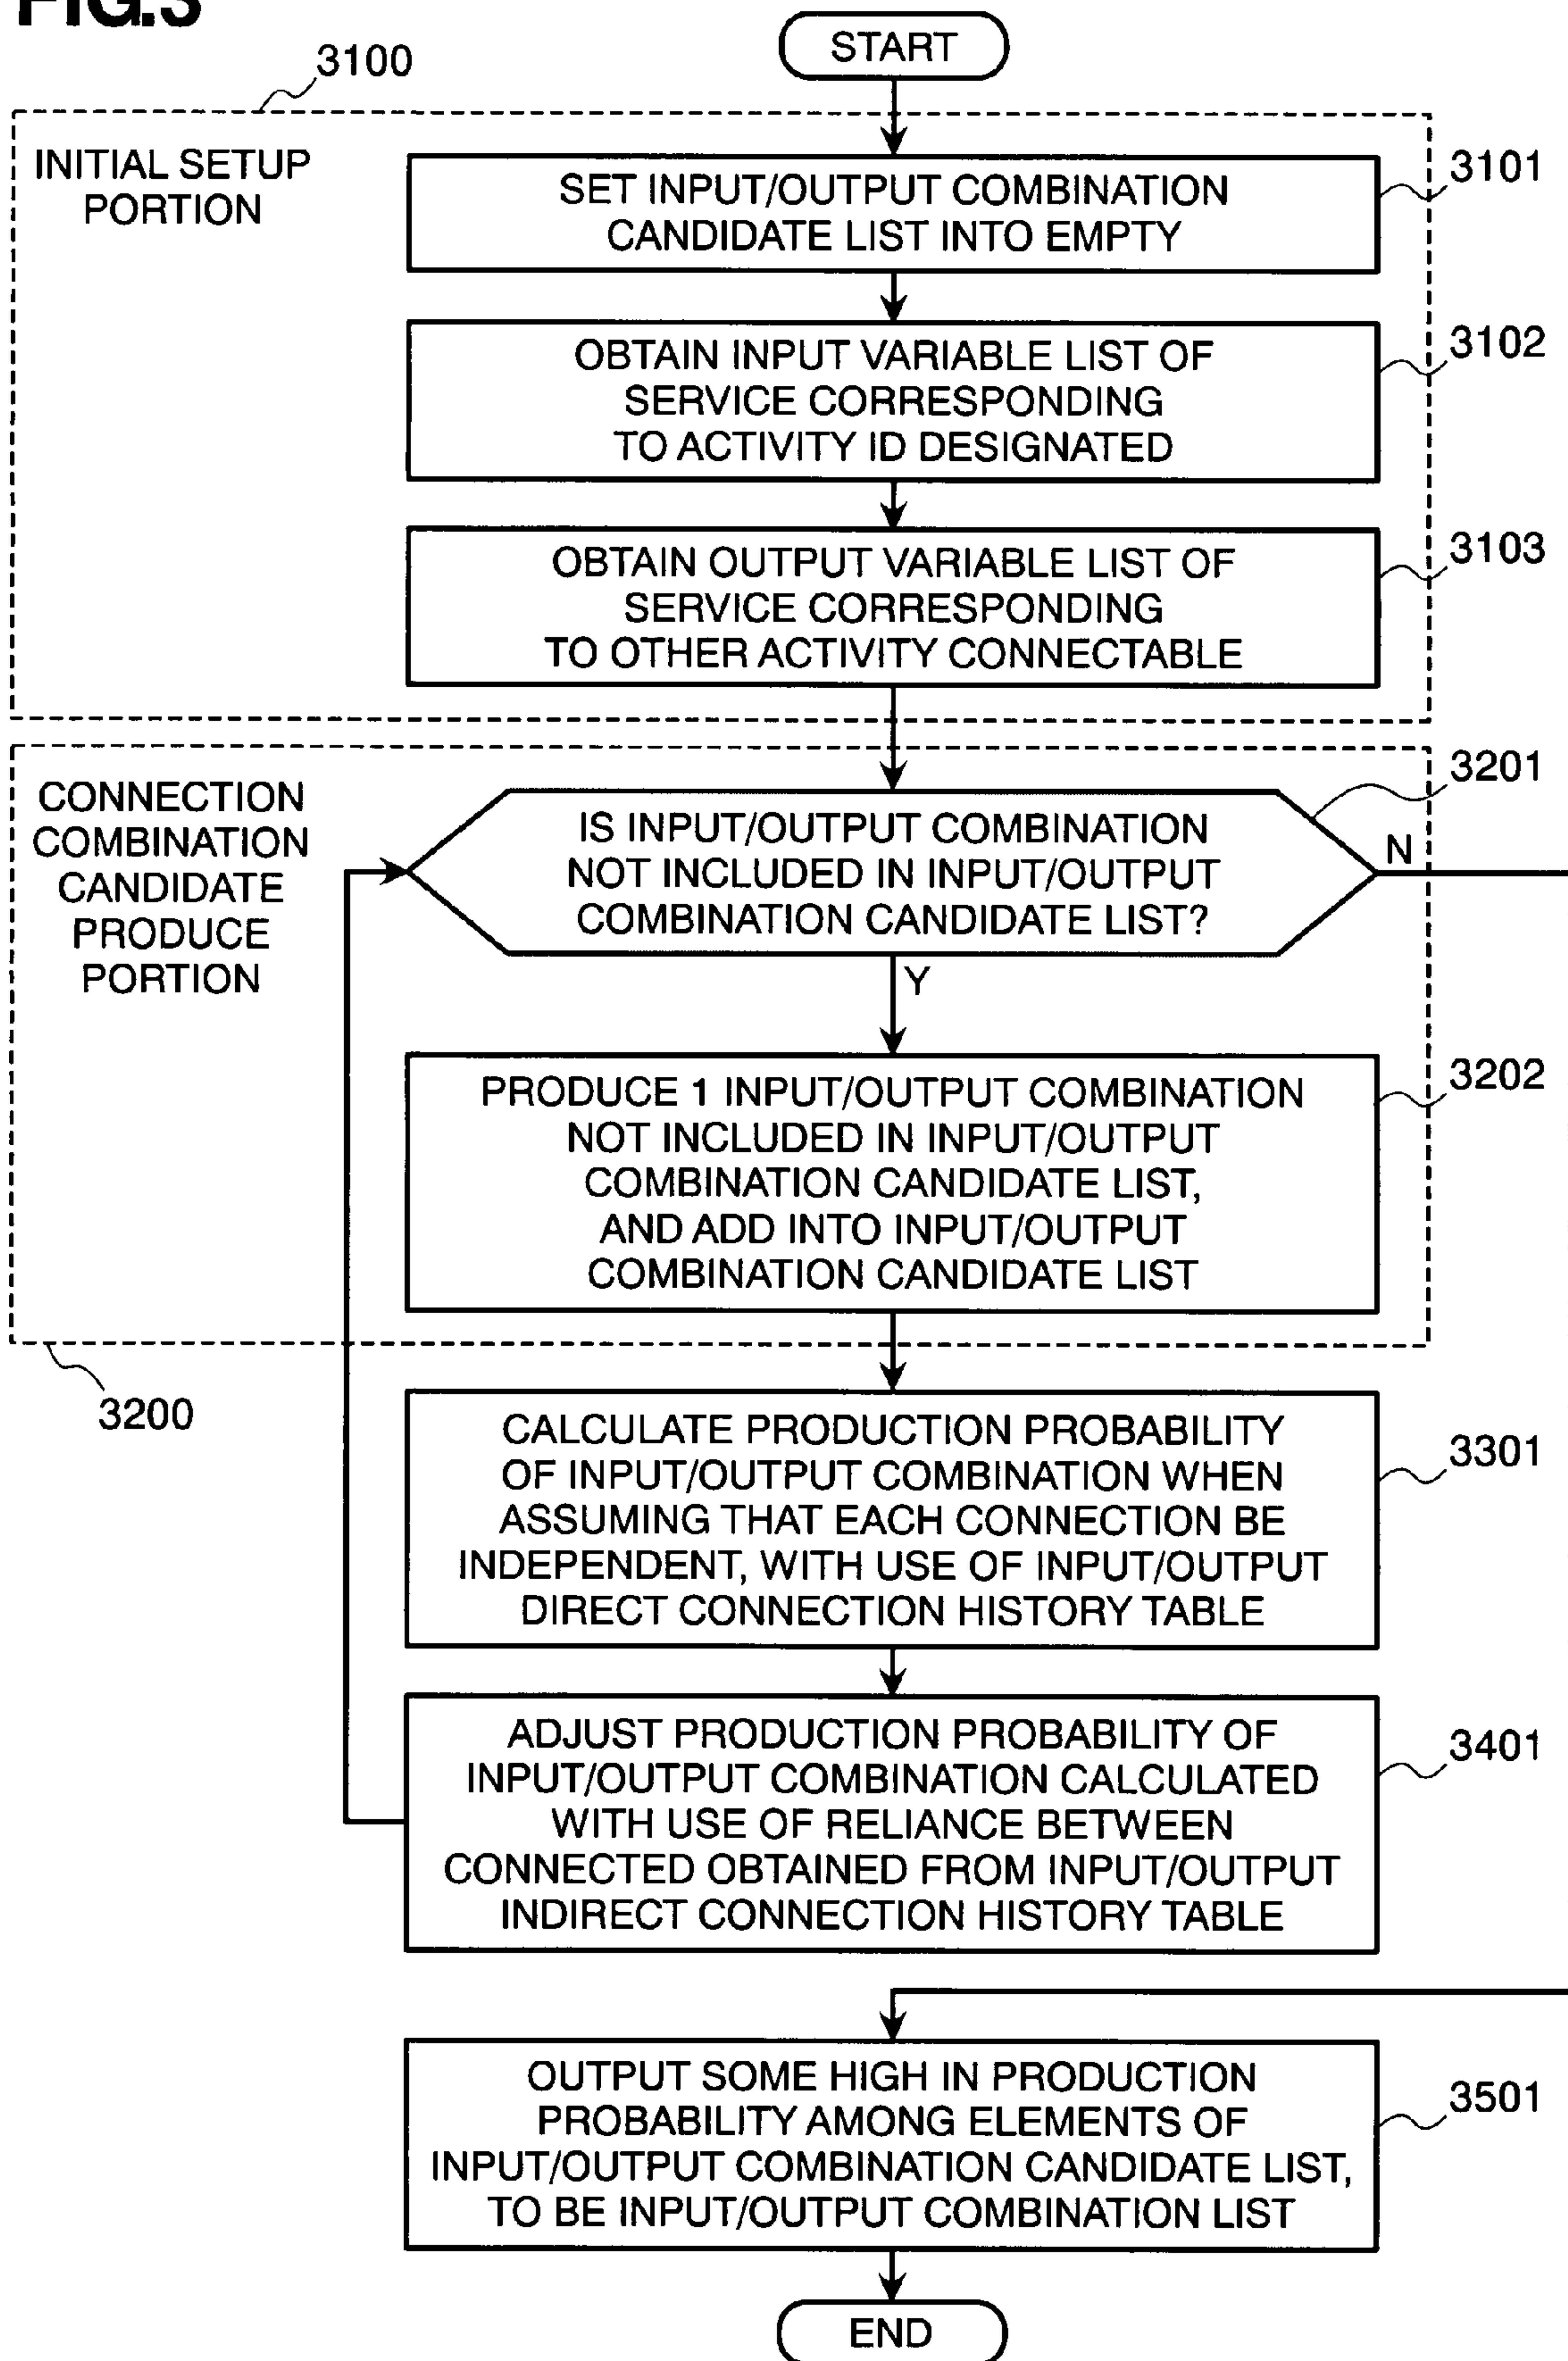 FIG.3
START
3100
INITIAL SETUP
PORTION
SET INPUT/OUTPUT COMBINATION
CANDIDATE LIST INTO EMPTY
3101
OBTAIN INPUT VARIABLE LIST OF
SERVICE CORRESPONDING
TO ACTIVITY ID DESIGNATED
3102
OBTAIN OUTPUT VARIABLE LIST OF
SERVICE CORRESPONDING
TO OTHER ACTIVITY CONNECTABLE
3103
CONNECTION
COMBINATION
CANDIDATE
PRODUCE
PORTION
3201
IS INPUT/OUTPUT COMBINATION
NOT INCLUDED IN INPUT/OUTPUT
COMBINATION CANDIDATE LIST?
N
Y
PRODUCE 1 INPUT/OUTPUT COMBINATION
NOT INCLUDED IN INPUT/OUTPUT
COMBINATION CANDIDATE LIST,
AND ADD INTO INPUT/OUTPUT
COMBINATION CANDIDATE LIST
3202
3200
CALCULATE PRODUCTION PROBABILITY
OF INPUT/OUTPUT COMBINATION WHEN
ASSUMING THAT EACH CONNECTION BE
INDEPENDENT, WITH USE OF INPUT/OUTPUT
DIRECT CONNECTION HISTORY TABLE
3301
ADJUST PRODUCTION PROBABILITY OF
INPUT/OUTPUT COMBINATION CALCULATED
WITH USE OF RELIANCE BETWEEN
CONNECTED OBTAINED FROM INPUT/OUTPUT
INDIRECT CONNECTION HISTORY TABLE
3401
OUTPUT SOME HIGH IN PRODUCTION
PROBABILITY AMONG ELEMENTS OF
INPUT/OUTPUT COMBINATION CANDIDATE LIST,
TO BE INPUT/OUTPUT COMBINATION LIST
3501
END